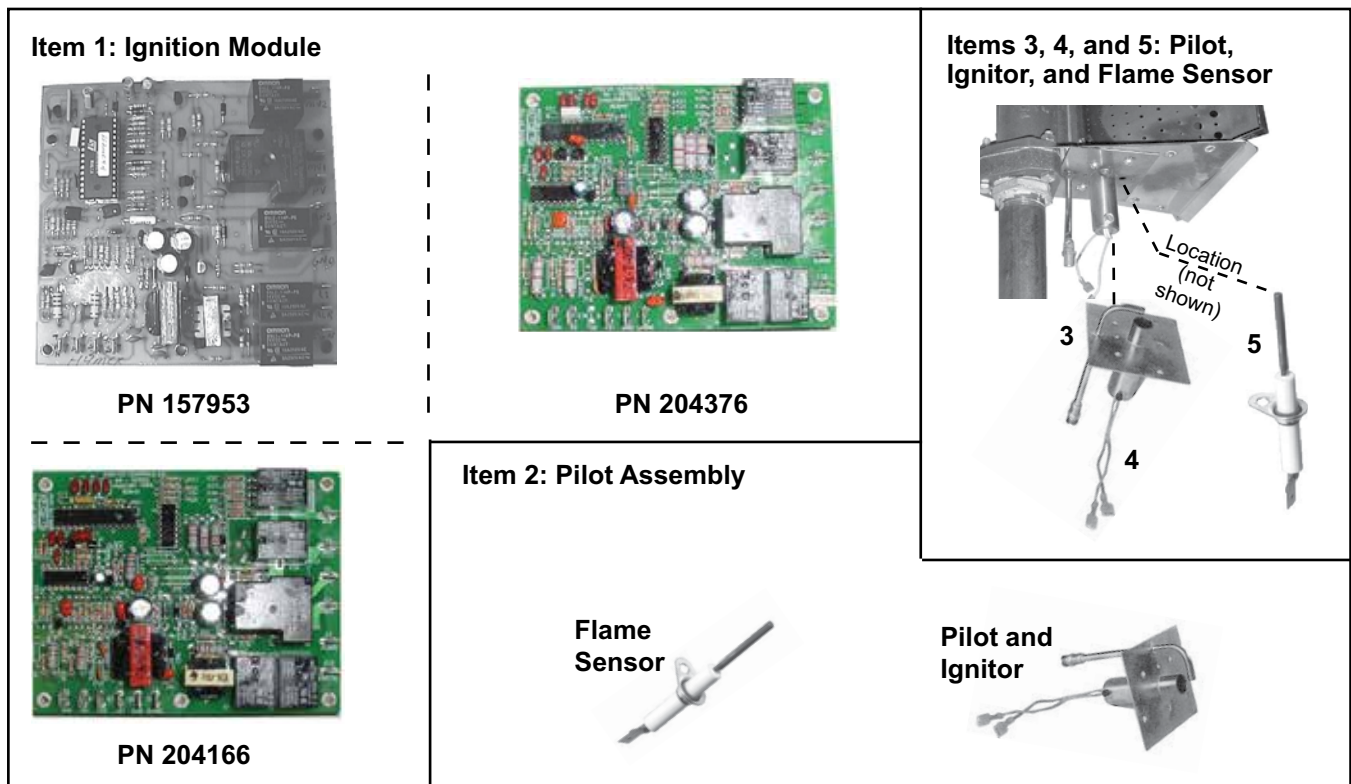 Item 1: Ignition Module
PN 157953
PN 204376
PN 204166
Item 2: Pilot Assembly
Flame
Sensor
Pilot and
Ignitor
Items 3, 4, and 5: Pilot,
Ignitor, and Flame Sensor
Location
(not
shown)
3
4
5